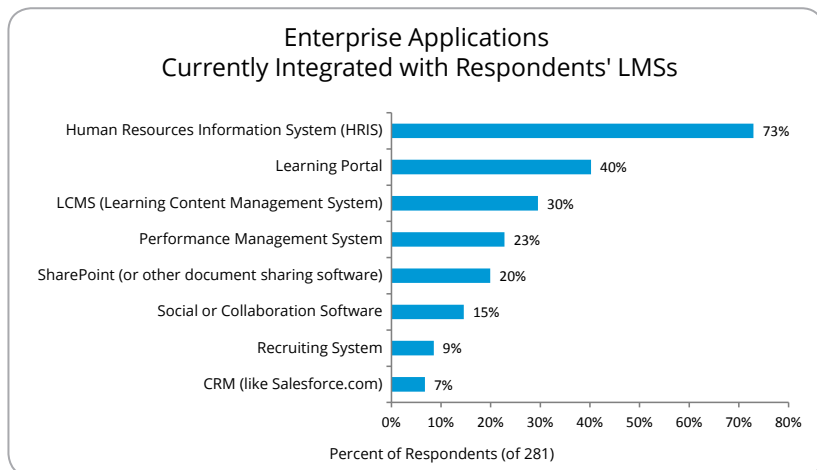 Enterprise Applications
Currently Integrated with Respondents' LMSs
Human Resources Information System (HRIS) 73%
Learning Portal 40%
LCMS (Learning Content Management System) 30%
Performance Management System 23%
SharePoint (or other document sharing software) 20%
Social or Collaboration Software 15%
Recruiting System 9%
CRM (like Salesforce.com) 7%
0% 10% 20% 30% 40% 50% 60% 70% 80%
Percent of Respondents (of 281)